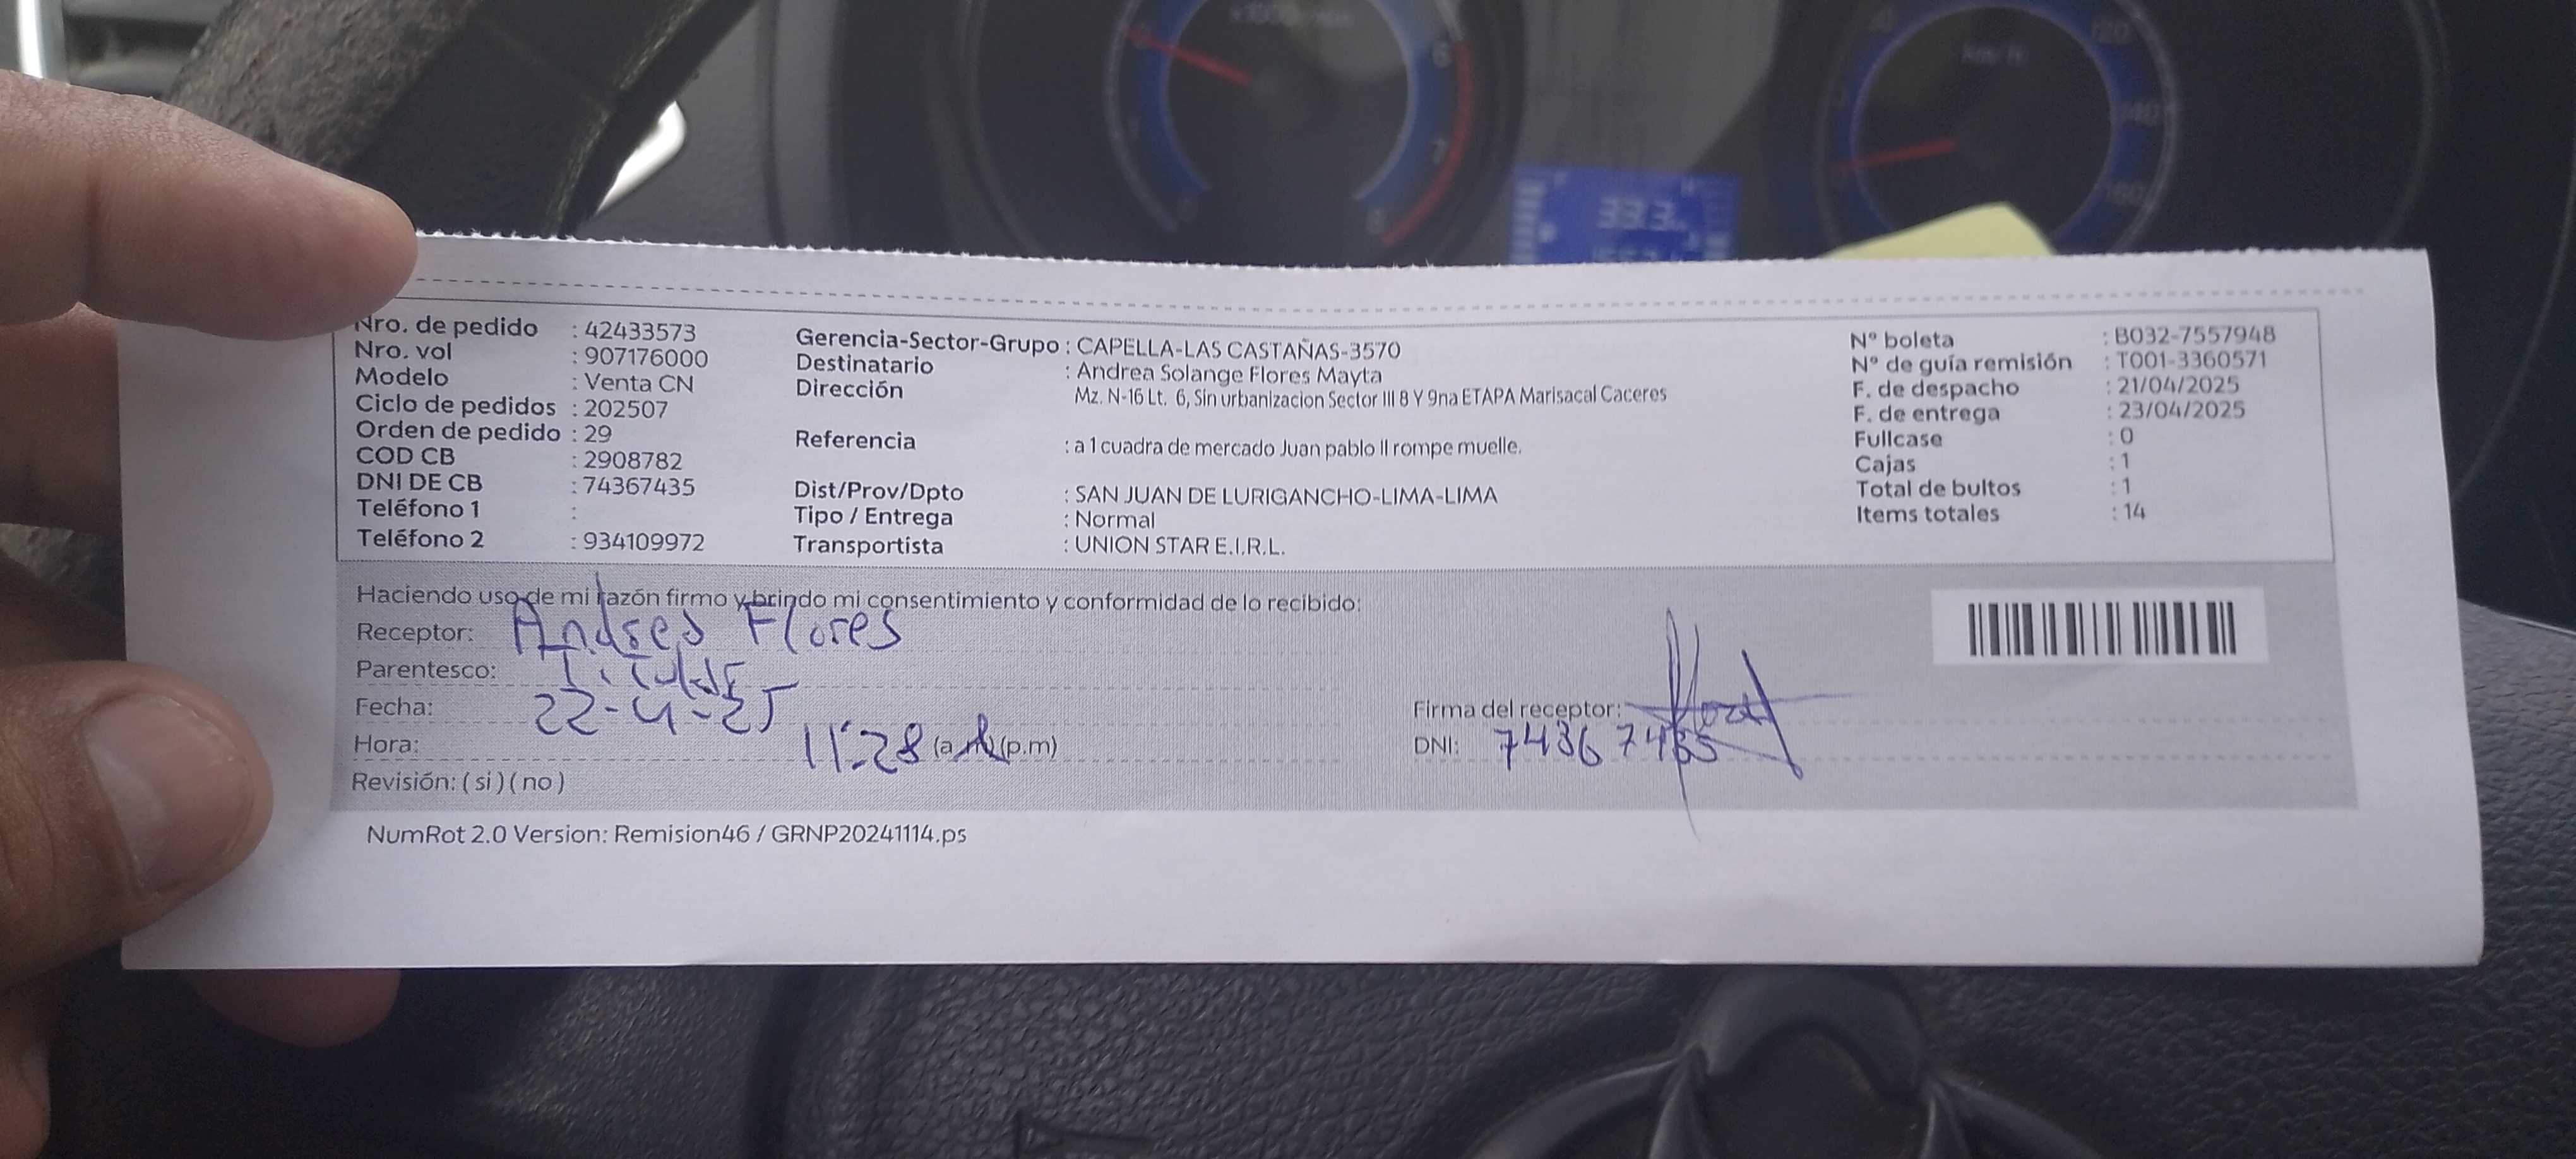 Nro. de pedido : 42433573
Nro. vol : 907176000
Modelo : Venta CN
Ciclo de pedidos : 202507
Orden de pedido : 29
COD CB : 2908782
DNI DE CB : 74367435
Teléfono 1 :
Teléfono 2 : 934109972
Gerencia-Sector-Grupo : CAPELLA-LAS CASTAÑAS-3570
Destinatario : Andrea Solange Flores Mayta
Dirección Mz. N-16 Lt. 6, Sin urbanizacion Sector III 8 Y 9na ETAPA Marisacal Caceres
Referencia : a 1 cuadra de mercado Juan pablo II rompe muelle.
Dist/Prov/Dpto : SAN JUAN DE LURIGANCHO-LIMA-LIMA
Tipo / Entrega : Normal
Transportista : UNION STAR E.I.R.L.
Nº boleta : B032-7557948
Nº de guía remisión : T001-3360571
F. de despacho : 21/04/2025
F. de entrega : 23/04/2025
Fullcase : 0
Cajas : 1
Total de bultos : 1
Items totales : 14
Haciendo uso de mi razón firmo y brindo mi consentimiento y conformidad de lo recibido:
Receptor: Andres Flores
Parentesco:
Fecha: 22-4-25
Hora: 11:28 (a.m) (p.m)
Revisión: ( si ) ( no )
Firma del receptor:
DNI: 74367435
NumRot 2.0 Version: Remision46 / GRNP20241114.ps